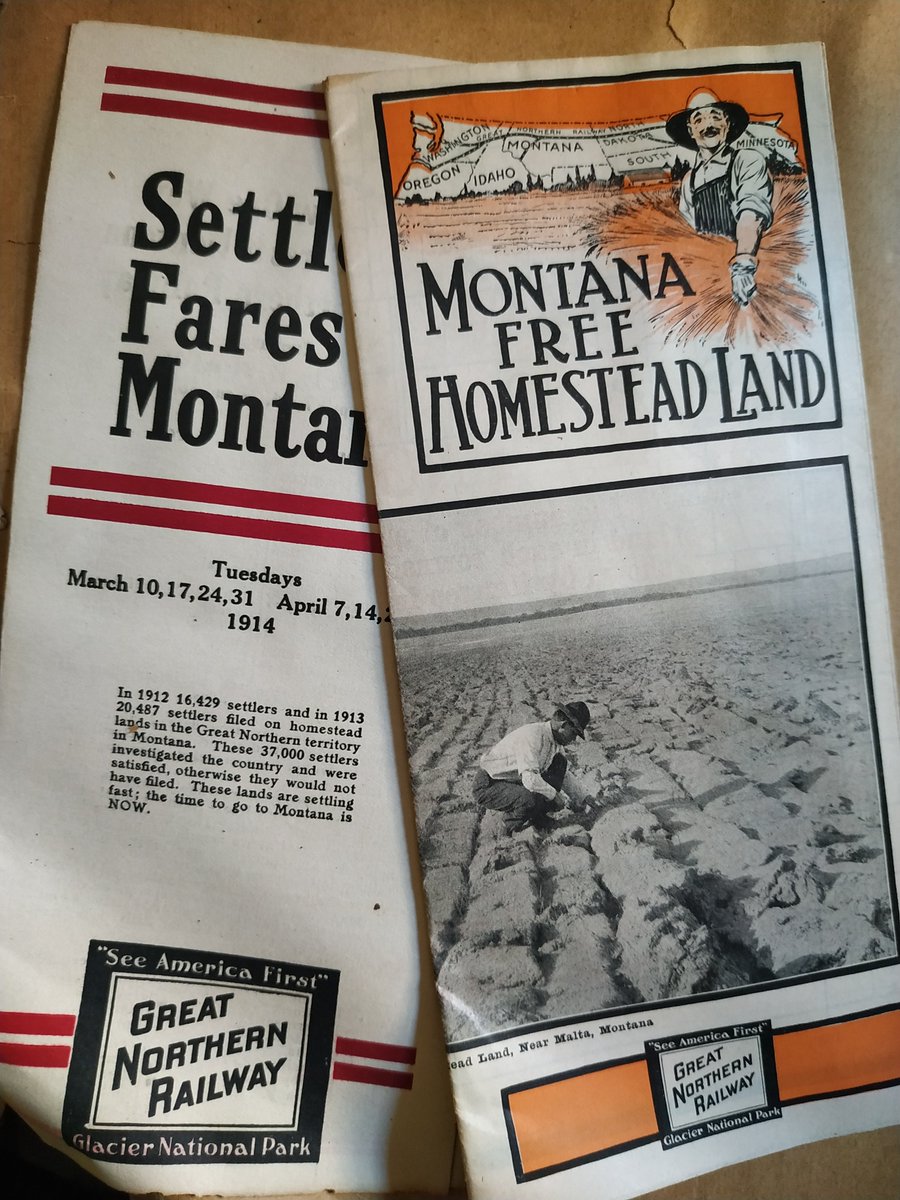 Settl
Fares
Montan
Tuesdays
March 10,17,24,31 April 7,14,
1914
In 1912 16,429 settlers and in 1913
20,487 settlers filed on homestead
lands in the Great Northern territory
in Montana. These 37,000 settlers
investigated the country and were
satisfied, otherwise they would not
have filed. These lands are settling
fast; the time to go to Montana is
NOW.
"See America First"
GREAT
NORTHERN
RAILWAY
Glacier National Park
WASHINGTON
GREAT NORTHERN RAILWAY
OREGON
IDAHO
MONTANA
NORTH
DAKOTA
SOUTH
MINNESOTA
MONTANA
FREE
HOMESTEAD LAND
ead Land, Near Malta, Montana
"See America First"
GREAT
NORTHERN
RAILWAY
Glacier National Park